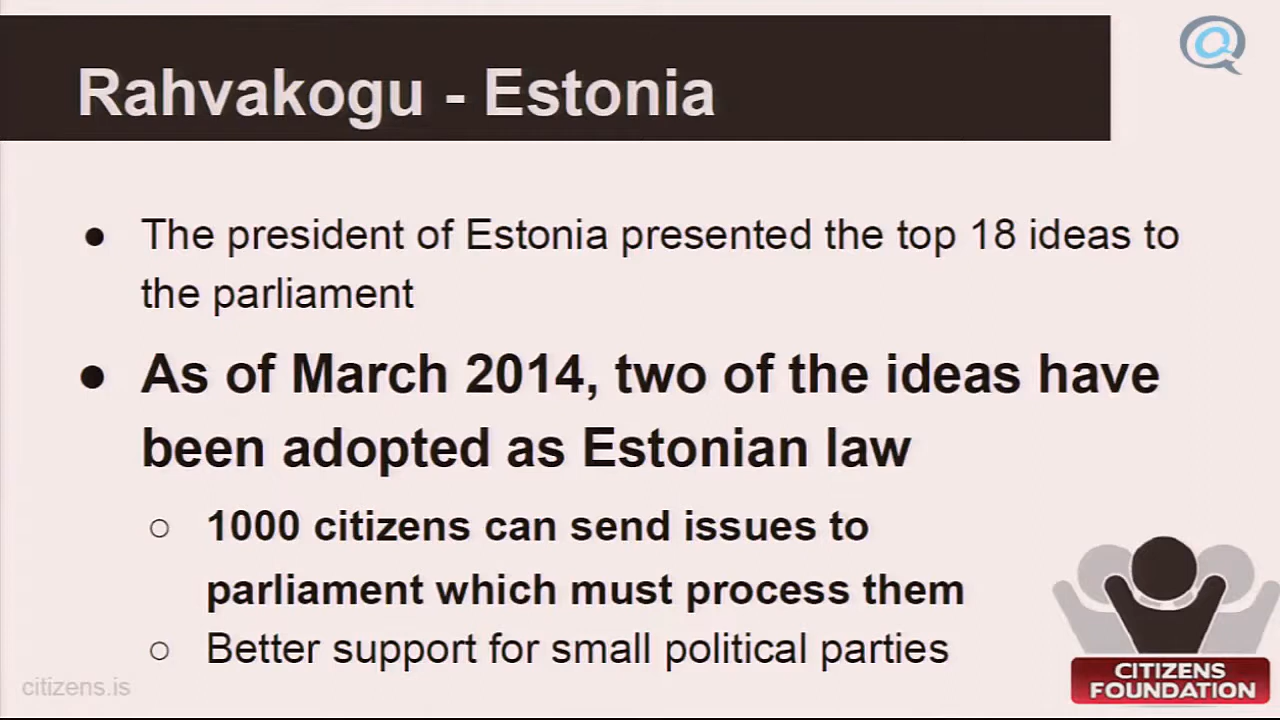 Rahvakogu - Estonia
● The president of Estonia presented the top 18 ideas to
the parliament
● As of March 2014, two of the ideas have
been adopted as Estonian law
○ 1000 citizens can send issues to
parliament which must process them
○ Better support for small political parties
citizens.is
CITIZENS
FOUNDATION